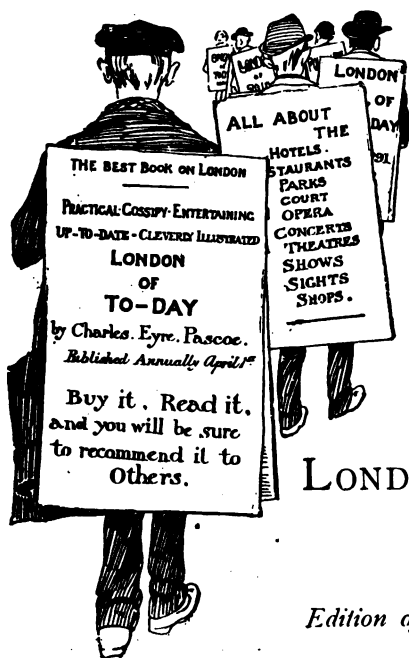 THE BEST BOOK ON LONDON
PRACTICAL-GOSSIPY-ENTERTAINING
UP-TO-DATE-CLEVERLY ILLUSTRATED
LONDON
OF
TO-DAY
by Charles. Eyre. Pascoe.
Published Annually April 1st
Buy it, Read it,
and you will be sure
to recommend it to
Others.
ALL ABOUT
THE
HOTELS.
STAURANTS
PARKS
COURT
OPERA
CONCERTS
THEATRES
SHOWS
SIGHTS
SHOPS.
LONDON
OF
DAY
91
LOND
OF
LOND
Edition o